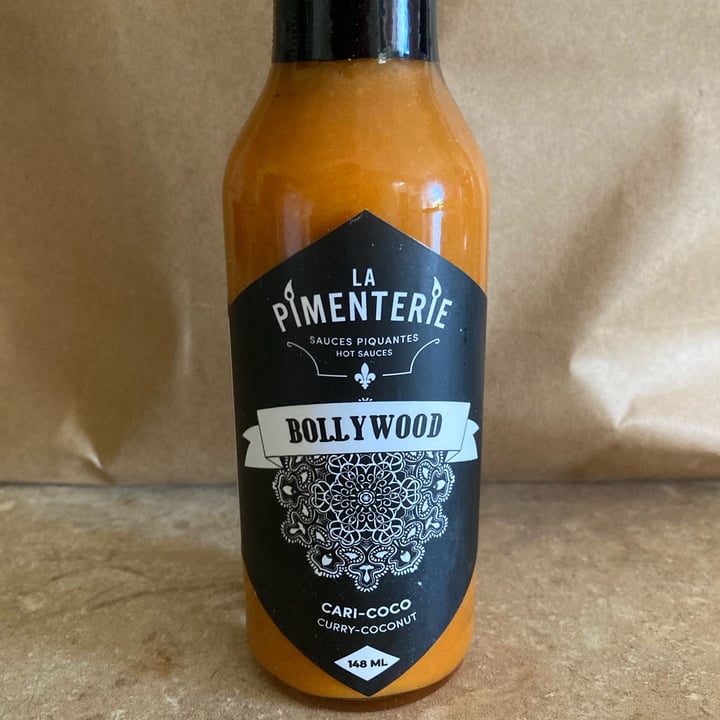 LA
PIMENTERIE
SAUCES PIQUANTES
HOT SAUCES
BOLLYWOOD
CARI-COCO
CURRY-COCONUT
148 ML